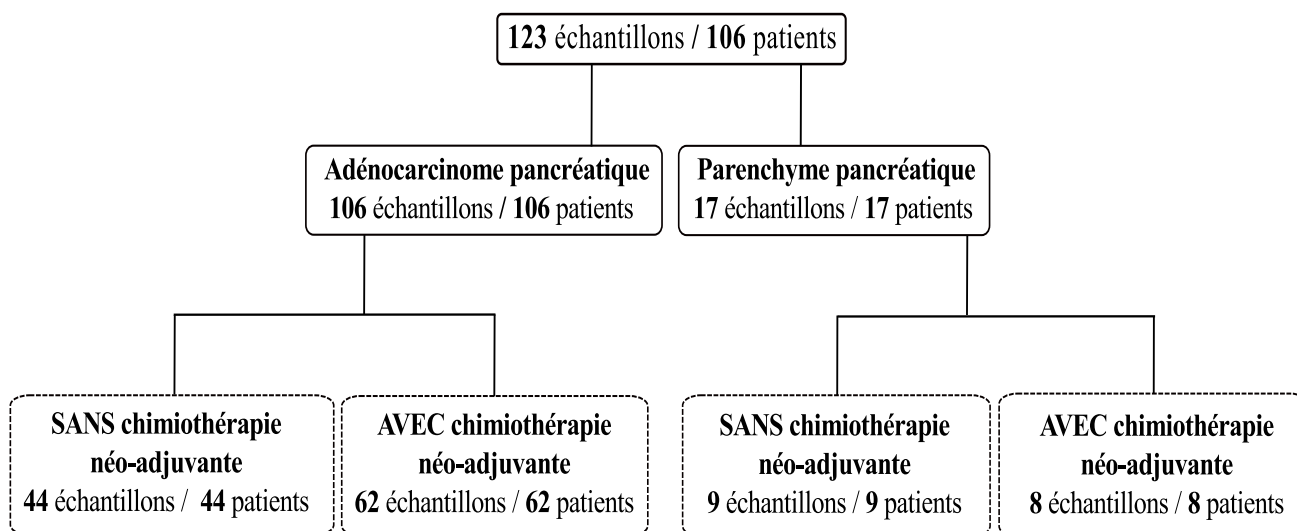 123 échantillons / 106 patients
Adénocarcinome pancréatique
106 échantillons / 106 patients
Parenchyme pancréatique
17 échantillons / 17 patients
SANS chimiothérapie
néo-adjuvante
44 échantillons / 44 patients
AVEC chimiothérapie
néo-adjuvante
62 échantillons / 62 patients
SANS chimiothérapie
néo-adjuvante
9 échantillons / 9 patients
AVEC chimiothérapie
néo-adjuvante
8 échantillons / 8 patients